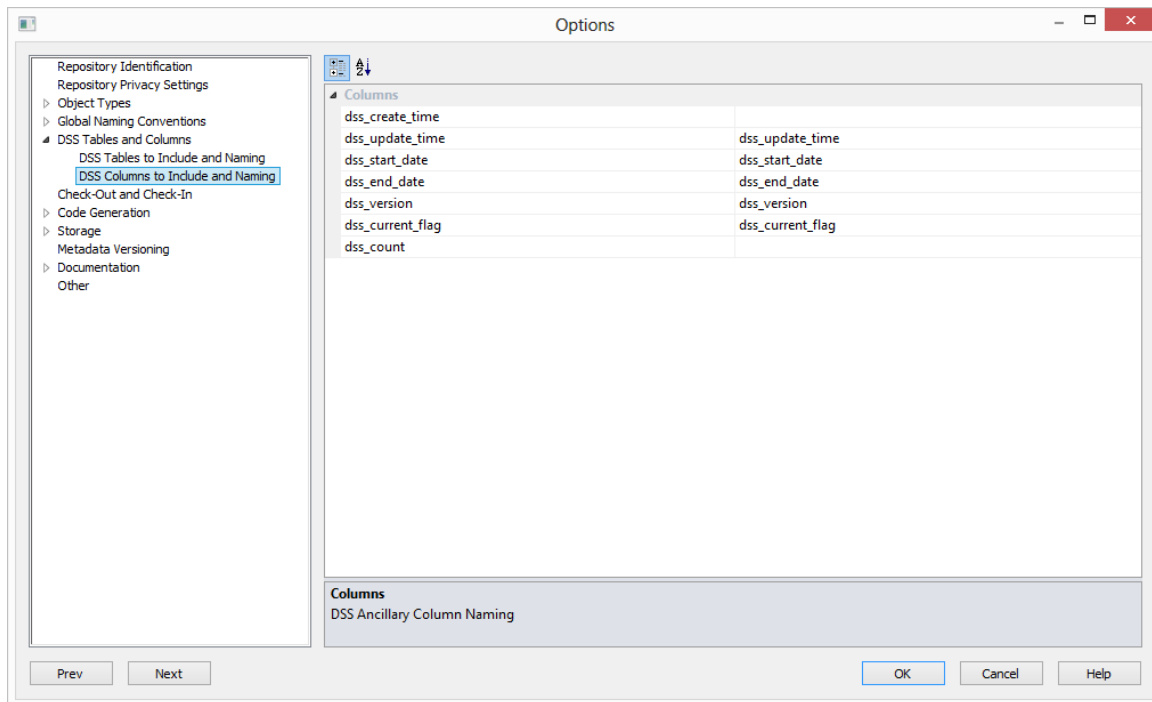 Options
Repository Identification
Repository Privacy Settings
Object Types
Global Naming Conventions
DSS Tables and Columns
DSS Tables to Include and Naming
DSS Columns to Include and Naming
Check-Out and Check-In
Code Generation
Storage
Metadata Versioning
Documentation
Other
Columns
dss_create_time
dss_update_time dss_update_time
dss_start_date dss_start_date
dss_end_date dss_end_date
dss_version dss_version
dss_current_flag dss_current_flag
dss_count
Columns
DSS Ancillary Column Naming
Prev Next OK Cancel Help